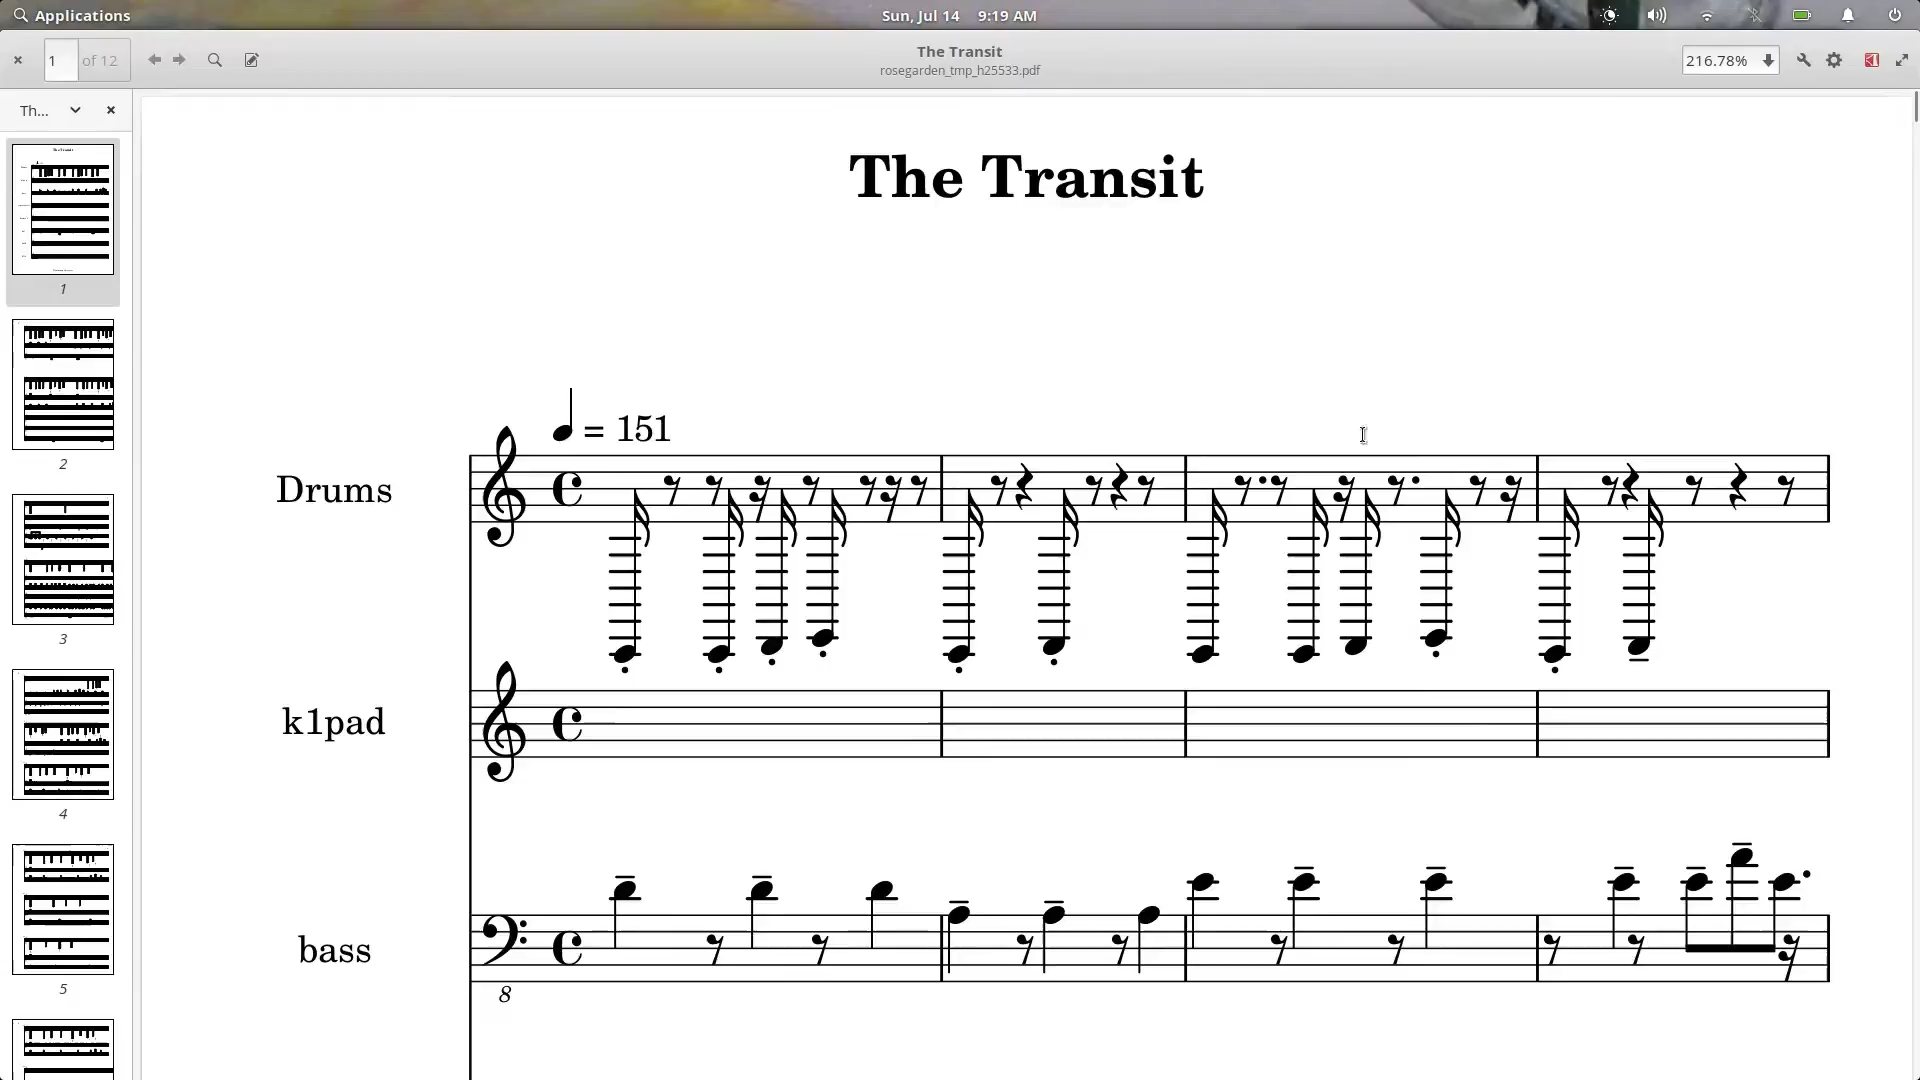 Applications
Sun, Jul 14 9:19 AM
1 of 12
The Transit
rosegarden_tmp_h25533.pdf
216.78%
Th...
1
2
3
4
5
The Transit
= 151
Drums
k1pad
bass
8